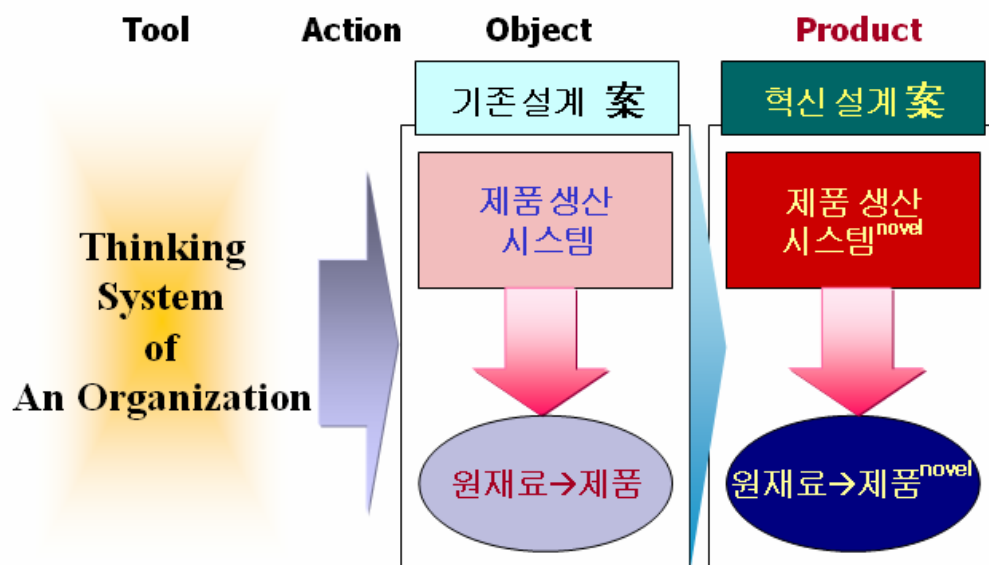 Tool Action Object Product
기존 설계 案
혁신 설계 案
제품 생산
시스템
제품 생산
시스템novel
Thinking
System
of
An Organization
원재료→제품
원재료→제품novel